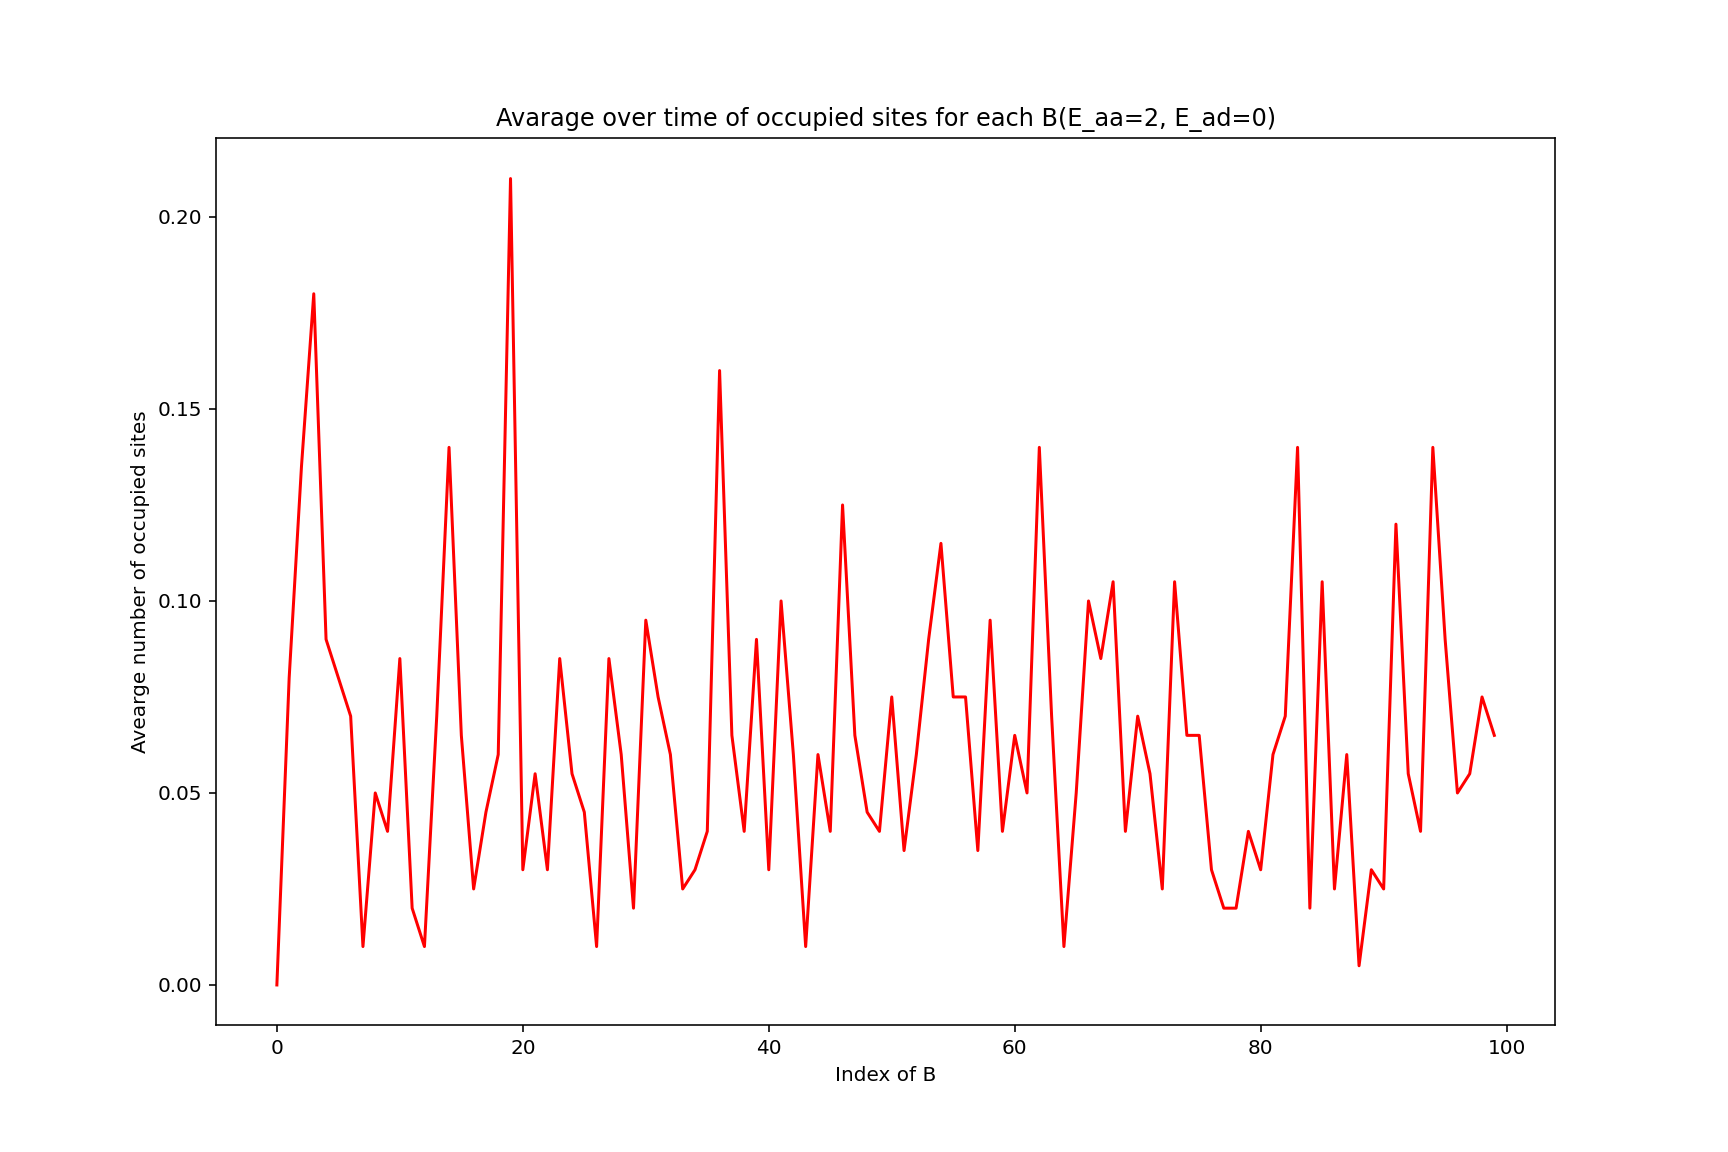 Avarage over time of occupied sites for each B(E_aa=2, E_ad=0)
Avearge number of occupied sites
0.20
0.15
0.10
0.05
0.00
0 20 40 60 80 100
Index of B